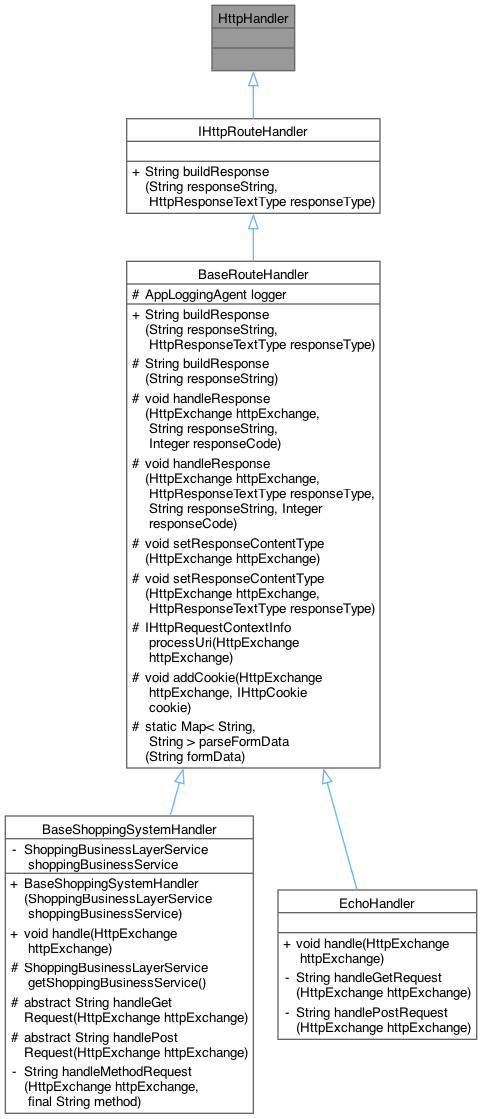 HttpHandler
IHttpRouteHandler
+ String buildResponse
(String responseString,
HttpResponseTextType responseType)
BaseRouteHandler
# AppLoggingAgent logger
+ String buildResponse
(String responseString,
HttpResponseTextType responseType)
# String buildResponse
(String responseString)
# void handleResponse
(HttpExchange httpExchange,
String responseString,
Integer responseCode)
# void handleResponse
(HttpExchange httpExchange,
HttpResponseTextType responseType,
String responseString, Integer
responseCode)
# void setResponseContentType
(HttpExchange httpExchange)
# void setResponseContentType
(HttpExchange httpExchange,
HttpResponseTextType responseType)
# IHttpRequestContextInfo
processUri(HttpExchange
httpExchange)
# void addCookie(HttpExchange
httpExchange, IHttpCookie
cookie)
# static Map< String,
String > parseFormData
(String formData)
BaseShoppingSystemHandler
- ShoppingBusinessLayerService
shoppingBusinessService
+ BaseShoppingSystemHandler
(ShoppingBusinessLayerService
shoppingBusinessService)
+ void handle(HttpExchange
httpExchange)
# ShoppingBusinessLayerService
getShoppingBusinessService()
# abstract String handleGet
Request(HttpExchange httpExchange)
# abstract String handlePost
Request(HttpExchange httpExchange)
- String handleMethodRequest
(HttpExchange httpExchange,
final String method)
EchoHandler
+ void handle(HttpExchange
httpExchange)
- String handleGetRequest
(HttpExchange httpExchange)
- String handlePostRequest
(HttpExchange httpExchange)